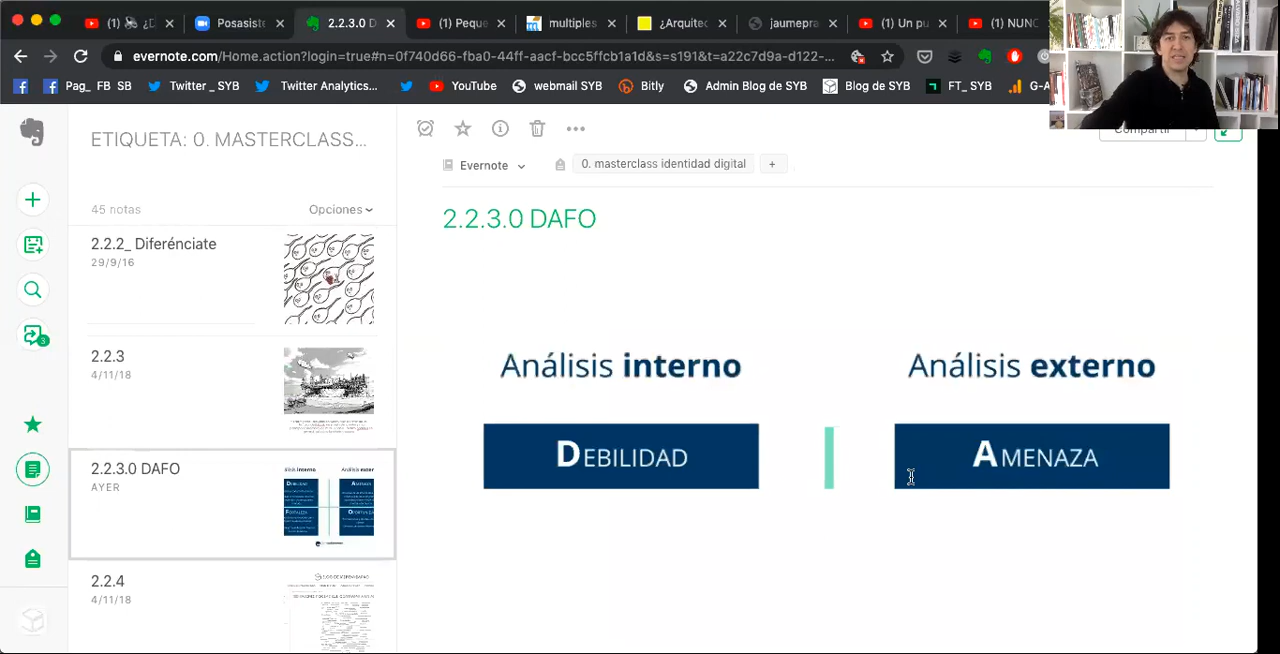 (1) 🐍 ¿D
Posasiste
2.2.3.0 D
(1) Peque
multiples
¿Arquitec
jaumepra
(1) Un pu
(1) NUNC
evernote.com/Home.action?login=true#n=0f740d66-f0a0-44ff-aacf-bcc5ffcb1a1d&s=s191&t=a22c7d9a-d122-...
Pag_ FB SB
Twitter _ SYB
Twitter Analytics...
YouTube
webmail SYB
Bitly
Admin Blog de SYB
Blog de SYB
FT_ SYB
G-A
Compartir
ETIQUETA: 0. MASTERCLASS...
Evernote
0. masterclass identidad digital
+
45 notas
Opciones
2.2.3.0 DAFO
2.2.2_ Diferénciate
29/9/16
3
2.2.3
4/11/18
Análisis interno
Análisis externo
DEBILIDAD
AMENAZA
2.2.3.0 DAFO
AYER
2.2.4
4/11/18